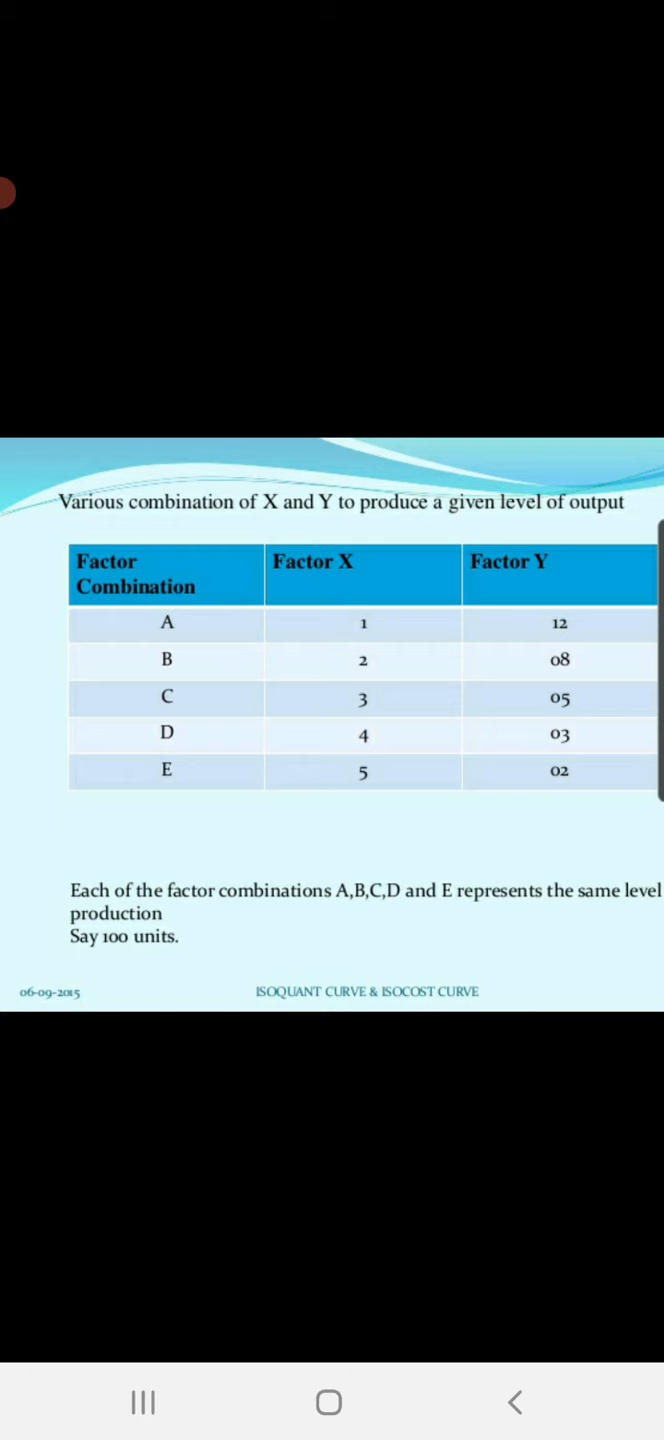 Various combination of X and Y to produce a given level of output
Factor Combination Factor X Factor Y
A 1 12
B 2 08
C 3 05
D 4 03
E 5 02
Each of the factor combinations A,B,C,D and E represents the same level
production
Say 100 units.
06-09-2015 ISOQUANT CURVE & ISOCOST CURVE